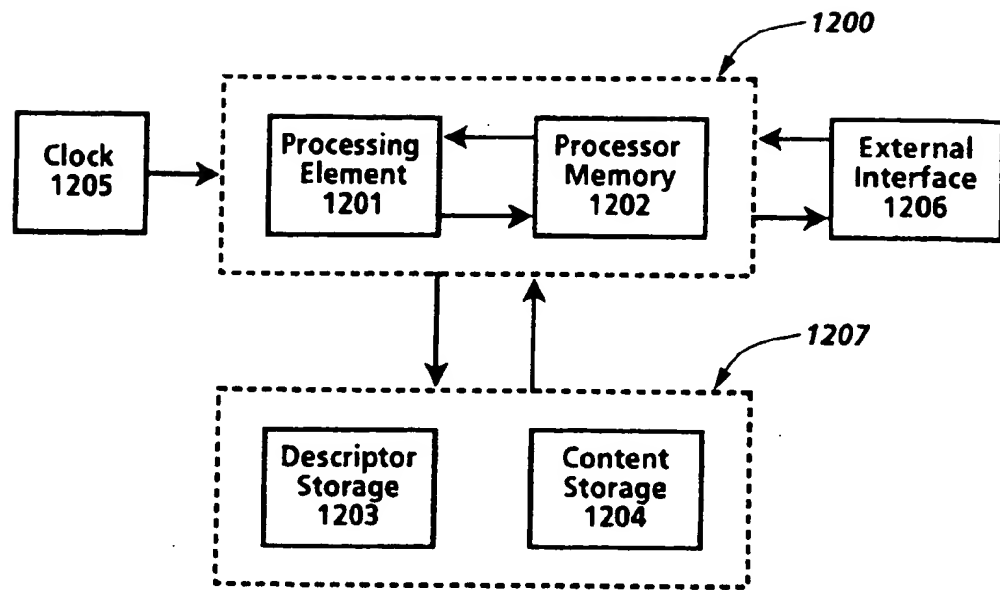 1200
Clock
1205
Processing
Element
1201
Processor
Memory
1202
External
Interface
1206
1207
Descriptor
Storage
1203
Content
Storage
1204